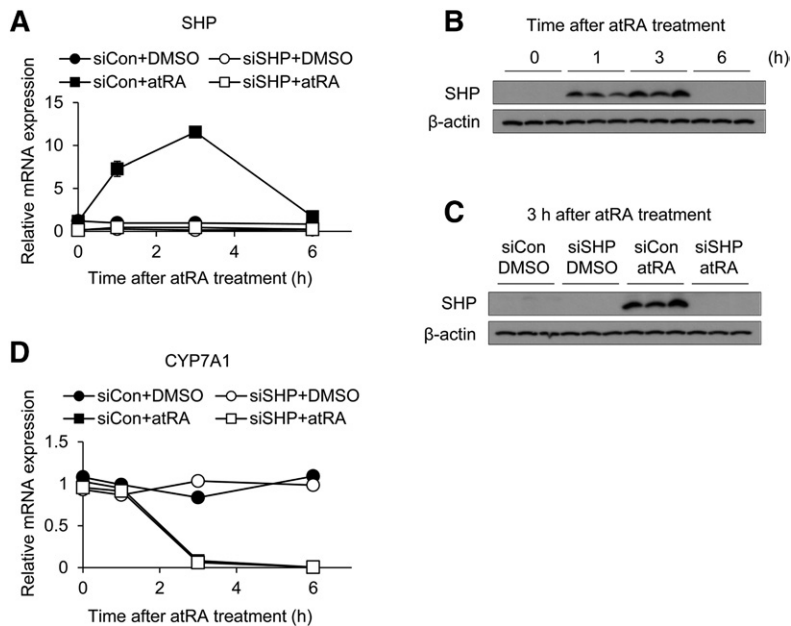 A
SHP
siCon+DMSO siSHP+DMSO
siCon+atRA siSHP+atRA
Relative mRNA expression
15
10
5
0
0 2 4 6
Time after atRA treatment (h)
B
Time after atRA treatment
0 1 3 6 (h)
SHP
β-actin
C
3 h after atRA treatment
siCon siSHP siCon siSHP
DMSO DMSO atRA atRA
SHP
β-actin
D
CYP7A1
siCon+DMSO siSHP+DMSO
siCon+atRA siSHP+atRA
Relative mRNA expression
1.5
1
0.5
0
0 2 4 6
Time after atRA treatment (h)